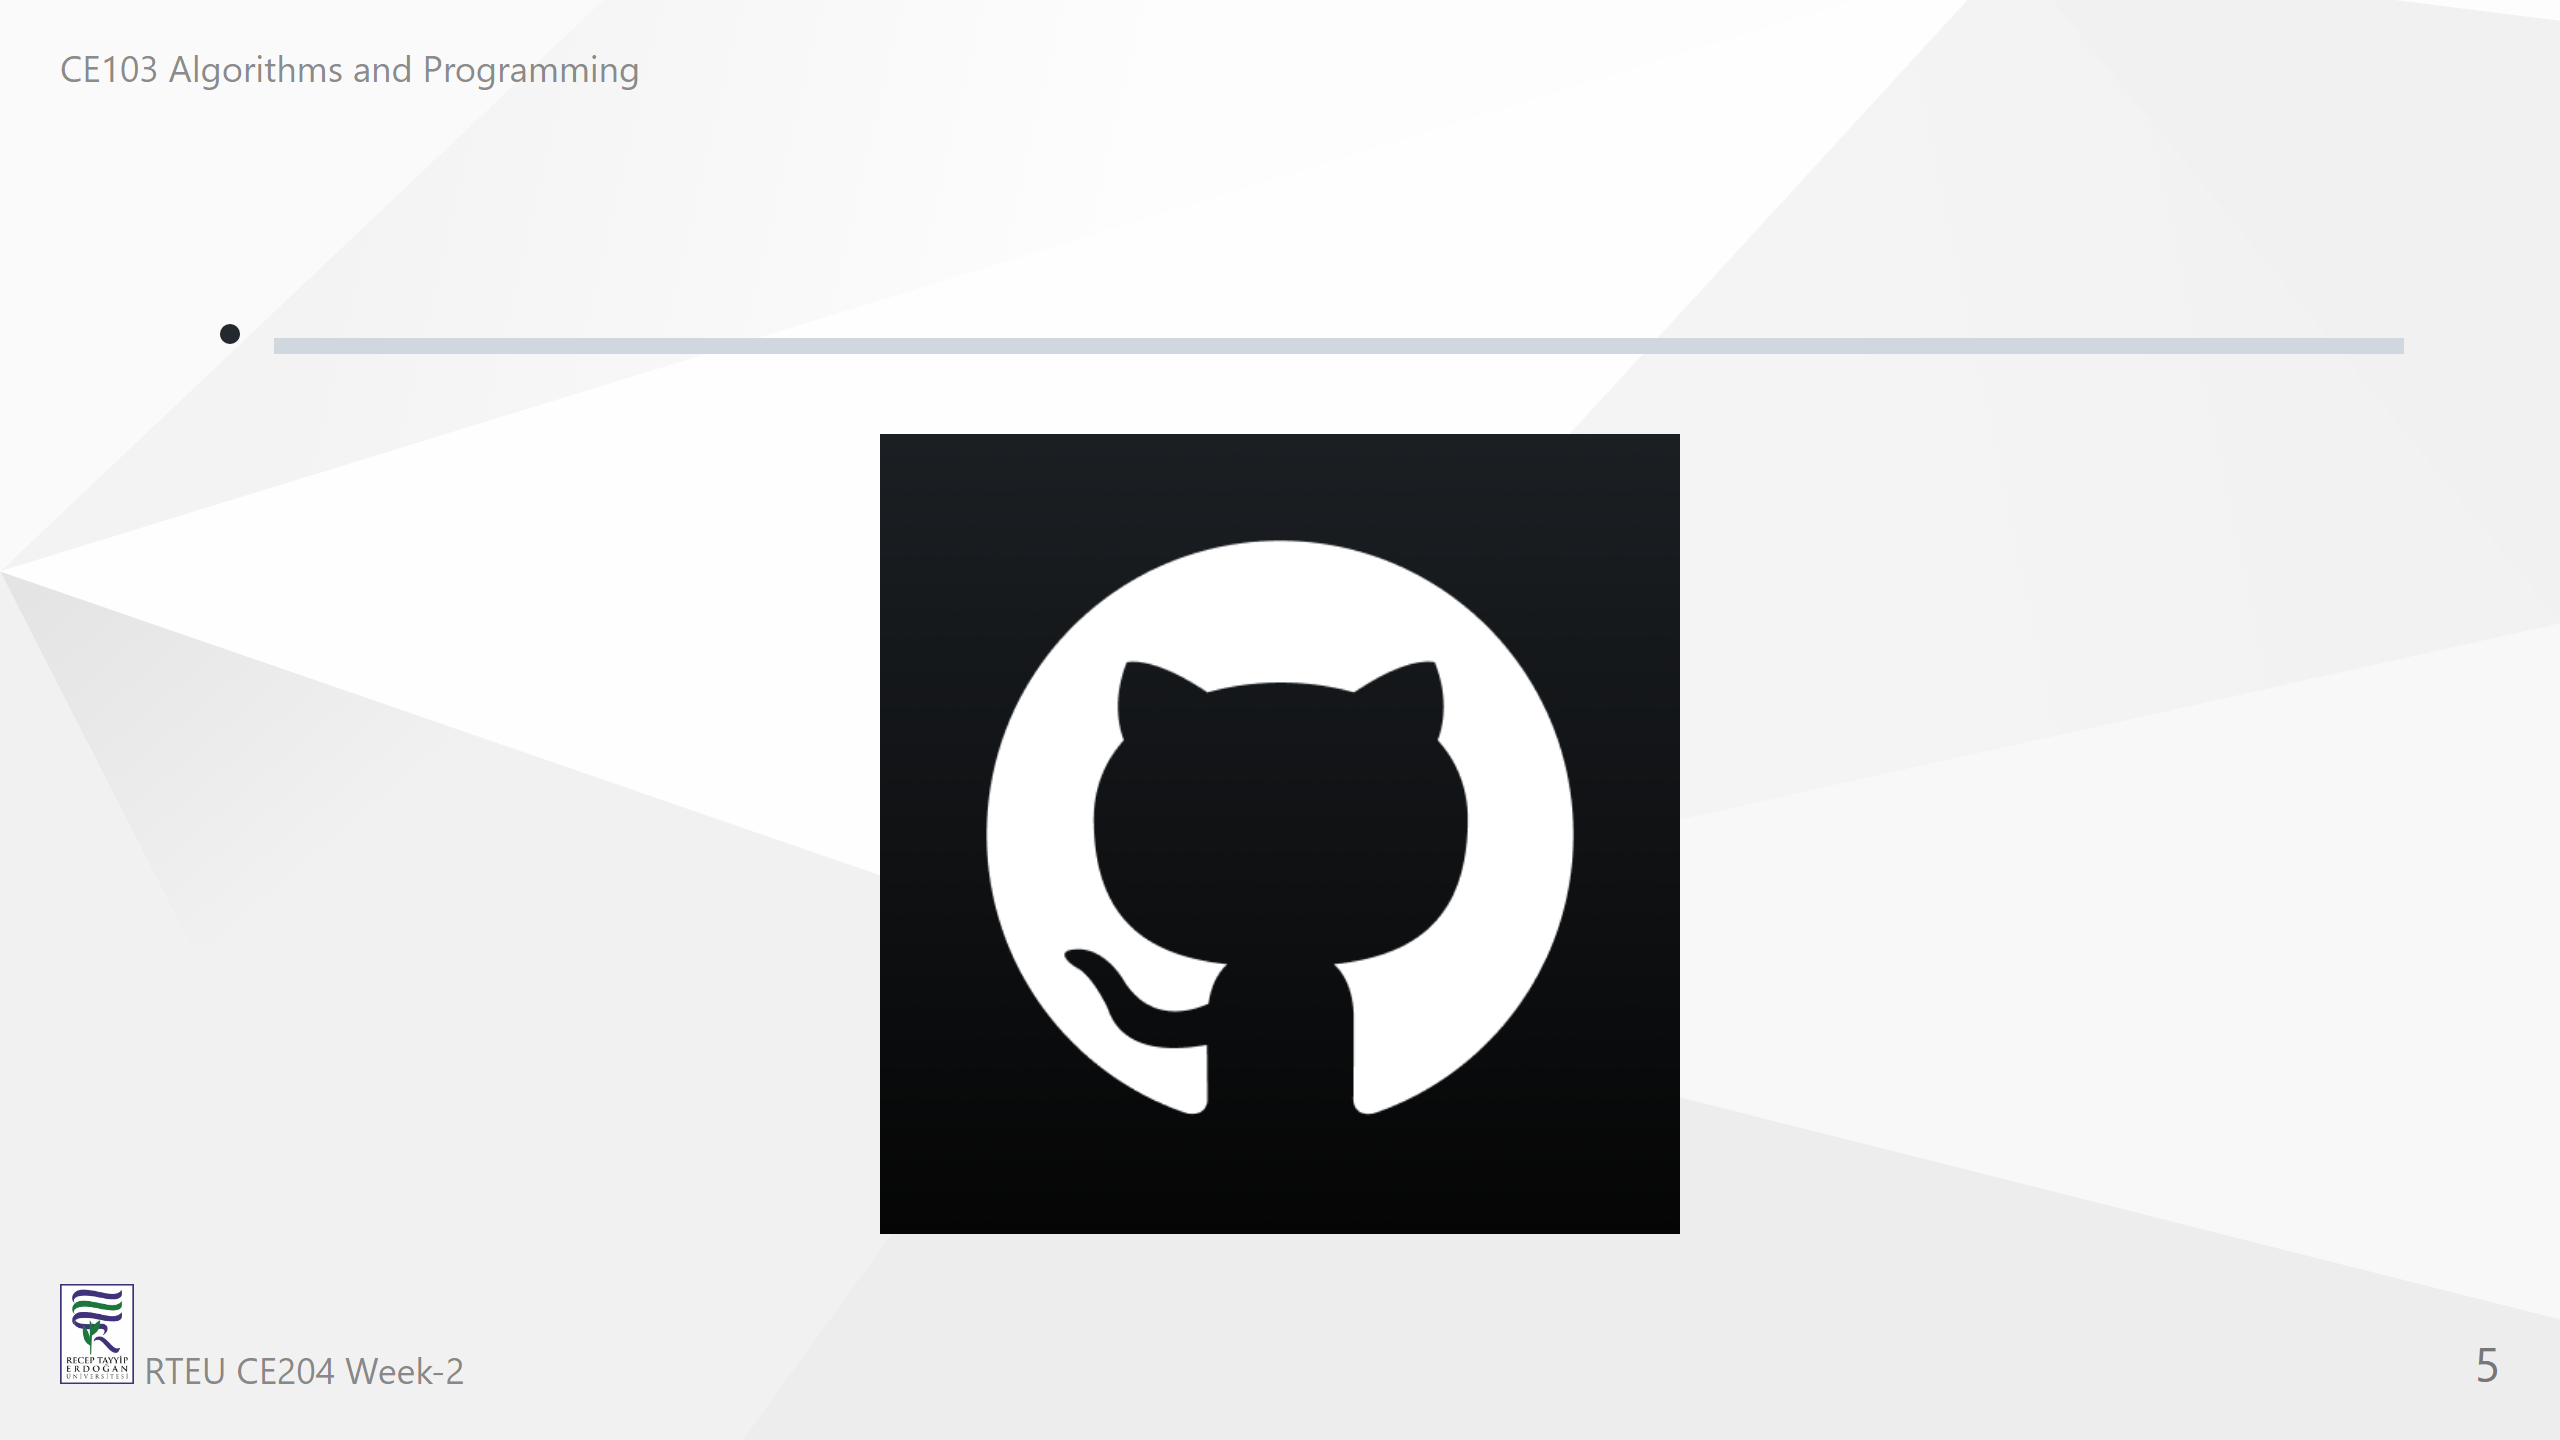 CE103 Algorithms and Programming
RECEP TAYYİP
ERDOĞAN
ÜNİVERSİTESİ
RTEU CE204 Week-2
5